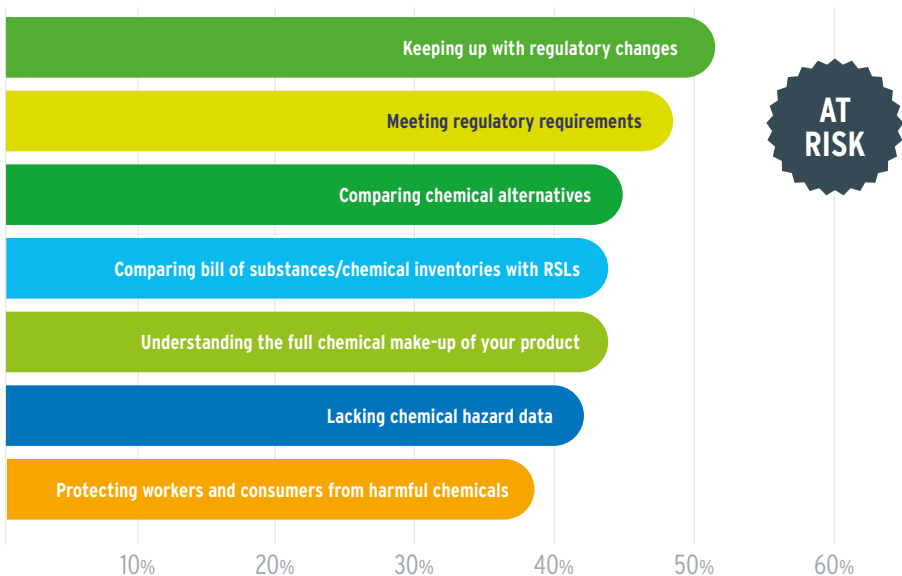 Keeping up with regulatory changes
AT
RISK
Meeting regulatory requirements
Comparing chemical alternatives
Comparing bill of substances/chemical inventories with RSLs
Understanding the full chemical make-up of your product
Lacking chemical hazard data
Protecting workers and consumers from harmful chemicals
10% 20% 30% 40% 50% 60%